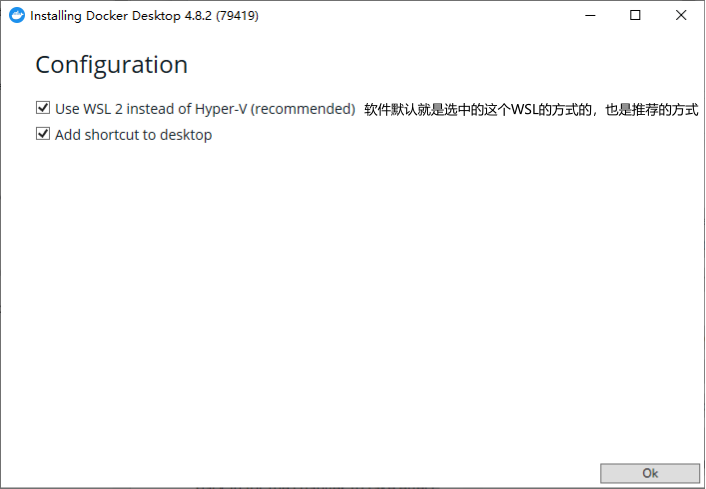 Installing Docker Desktop 4.8.2 (79419)
Configuration
Use WSL 2 instead of Hyper-V (recommended) 软件默认就是选中的这个WSL的方式的，也是推荐的方式
Add shortcut to desktop
Ok